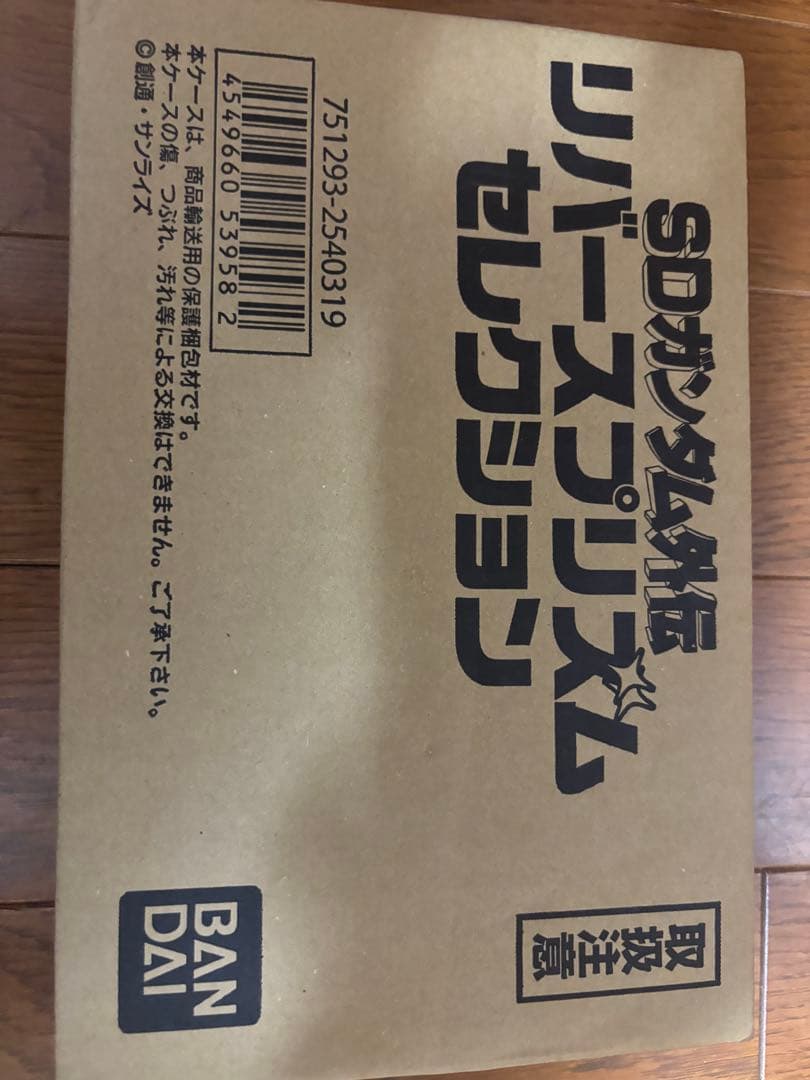 SDガンダム外伝
リバースプリズム
セレクション
取扱
注意
751293-2540319
4549660 53958 2
本ケースは、商品輸送用の保護梱包材です。
本ケースの傷、つぶれ、汚れ等による交換はできません。ご了承下さい。
©創通・サンライズ
BAN
DAI